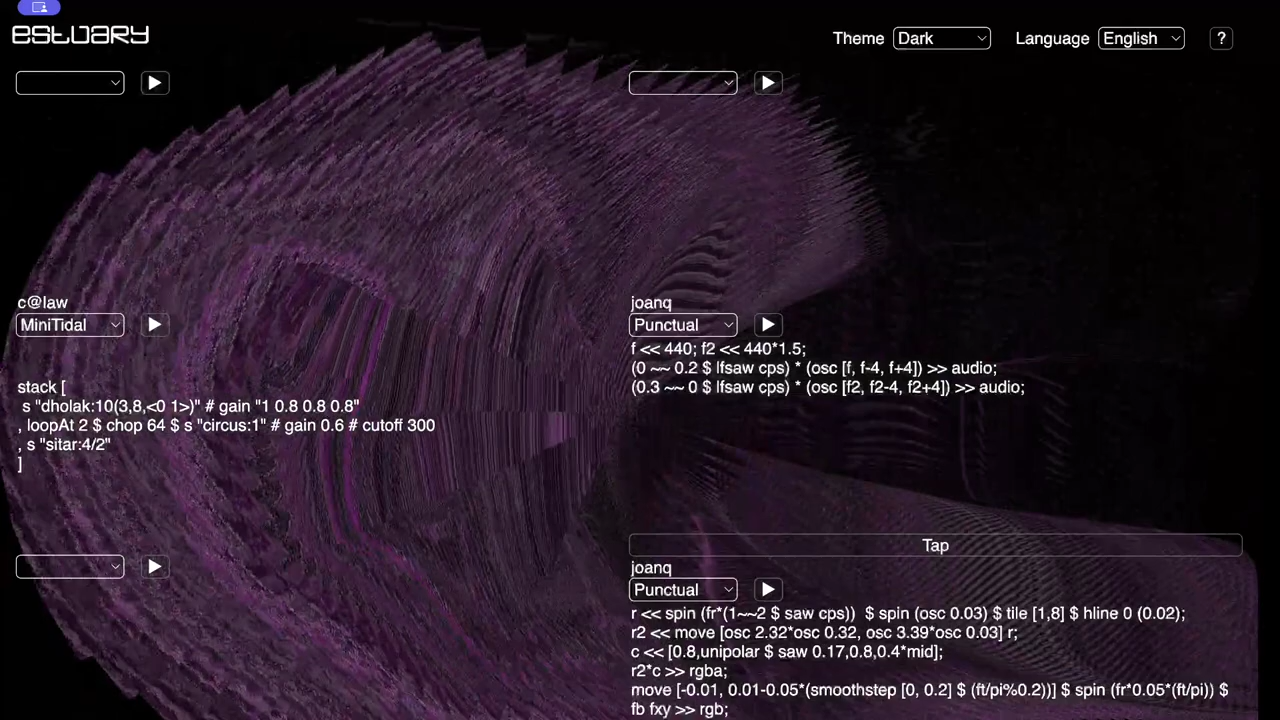 estuary
Theme Dark Language English ?
c@law
MiniTidal
stack [
s "dholak:10(3,8,<0 1>)" # gain "1 0.8 0.8 0.8"
, loopAt 2 $ chop 64 $ s "circus:1" # gain 0.6 # cutoff 300
, s "sitar:4/2"
]
joanq
Punctual
f << 440; f2 << 440*1.5;
(0 ~~ 0.2 $ lfsaw cps) * (osc [f, f-4, f+4]) >> audio;
(0.3 ~~ 0 $ lfsaw cps) * (osc [f2, f2-4, f2+4]) >> audio;
Tap
joanq
Punctual
r << spin (fr*(1~~2 $ saw cps))  $ spin (osc 0.03) $ tile [1,8] $ hline 0 (0.02);
r2 << move [osc 2.32*osc 0.32, osc 3.39*osc 0.03] r;
c << [0.8,unipolar $ saw 0.17,0.8,0.4*mid];
r2*c >> rgba;
move [-0.01, 0.01-0.05*(smoothstep [0, 0.2] $ (ft/pi%0.2))] $ spin (fr*0.05*(ft/pi)) $
fb fxy >> rgb;